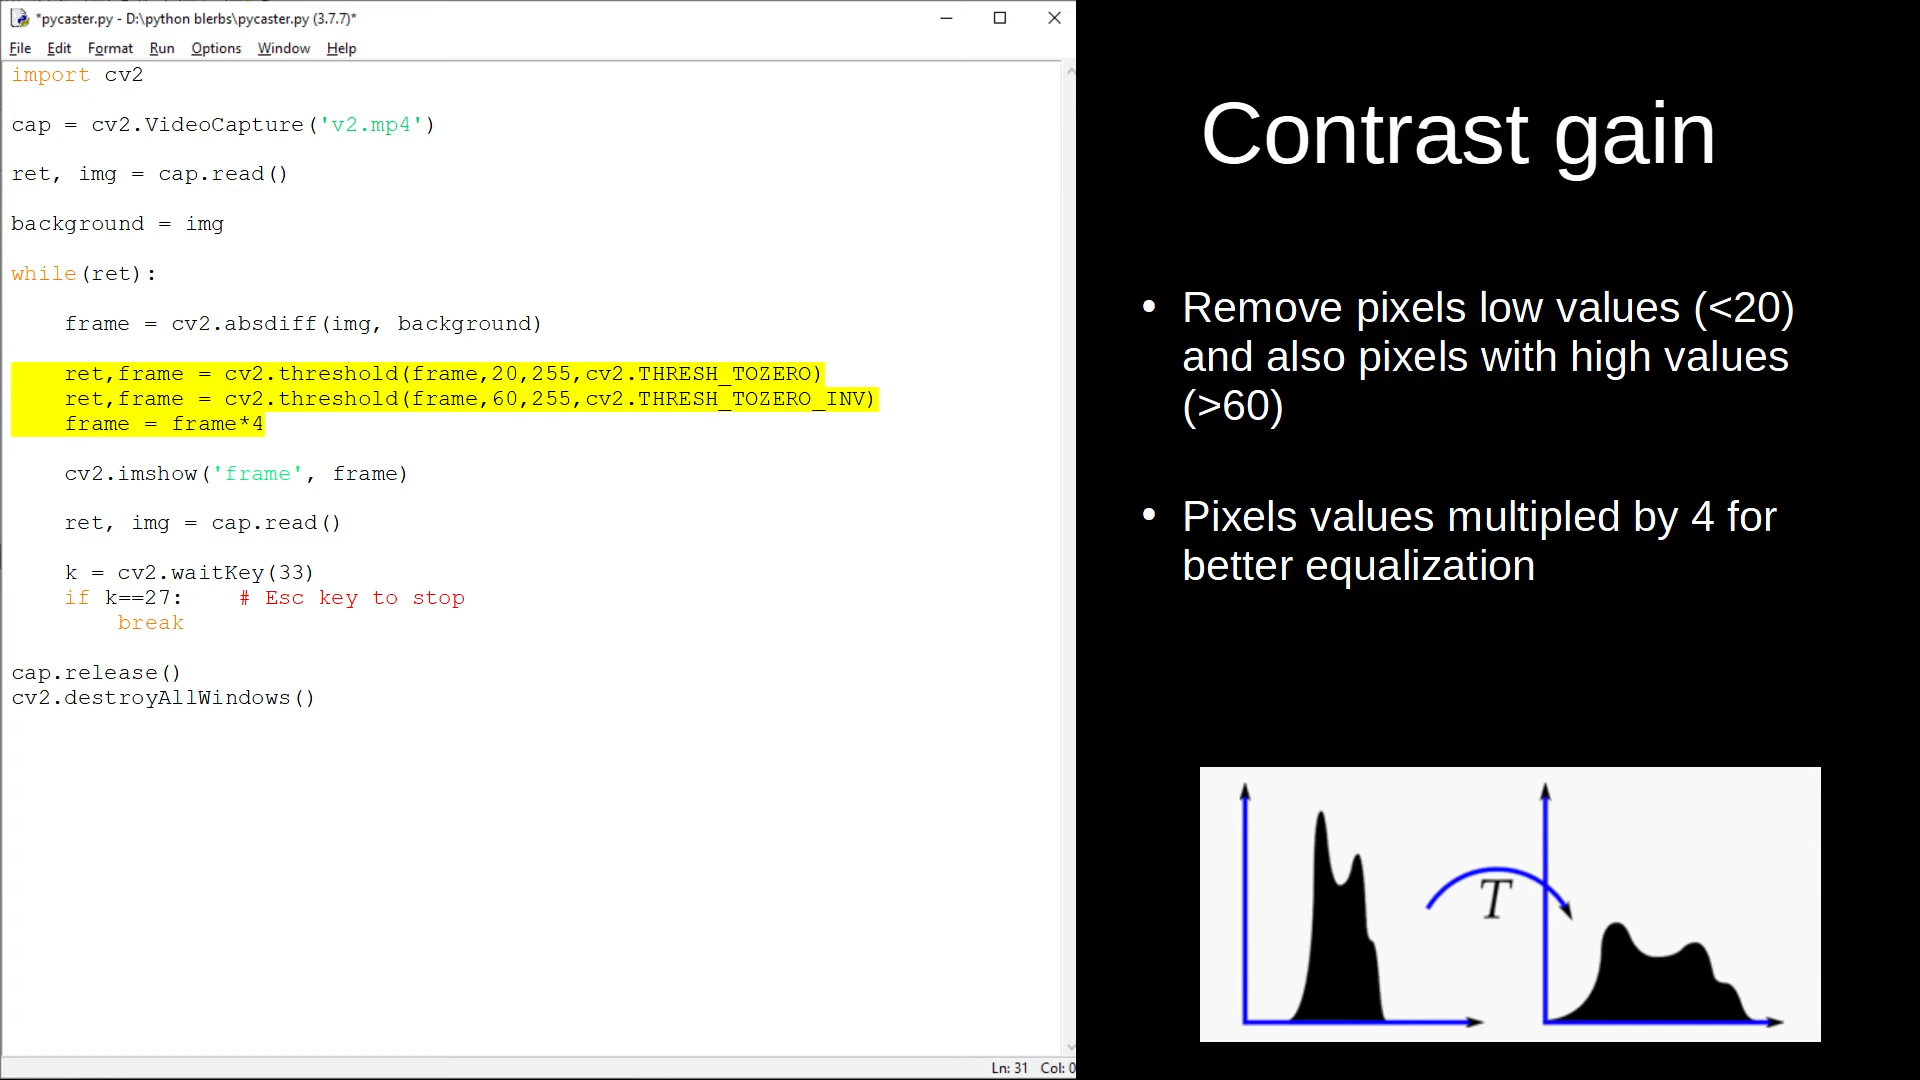 *pycaster.py - D:\python blerbs\pycaster.py (3.7.7)*
File Edit Format Run Options Window Help
import cv2
cap = cv2.VideoCapture('v2.mp4')
ret, img = cap.read()
background = img
while(ret):
    frame = cv2.absdiff(img, background)
    ret,frame = cv2.threshold(frame,20,255,cv2.THRESH_TOZERO)
    ret,frame = cv2.threshold(frame,60,255,cv2.THRESH_TOZERO_INV)
    frame = frame*4
    cv2.imshow('frame', frame)
    ret, img = cap.read()
    k = cv2.waitKey(33)
    if k==27:    # Esc key to stop
        break
cap.release()
cv2.destroyAllWindows()
Ln: 31 Col: 0
Contrast gain
• Remove pixels low values (<20)
and also pixels with high values
(>60)
• Pixels values multipled by 4 for
better equalization
T